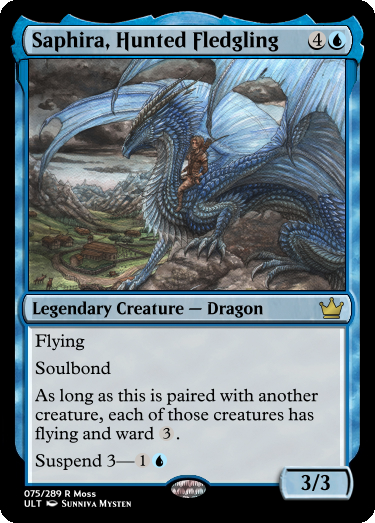 Saphira, Hunted Fledgling 4
Legendary Creature — Dragon
Flying
Soulbond
As long as this is paired with another
creature, each of those creatures has
flying and ward 3 .
Suspend 3—1
3/3
075/289 R Moss
ULT SUNNIVA MYSTEN